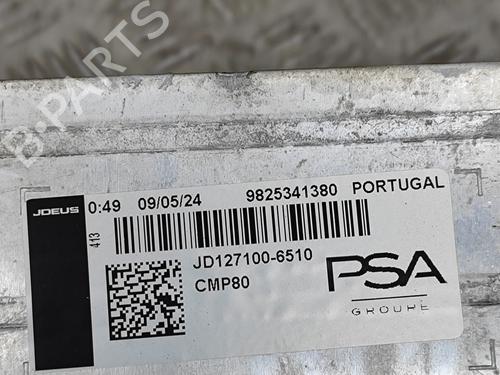 B-PARTS
JDEUS
0:49 09/05/24 9825341380 PORTUGAL
413
JD127100-6510
CMP80
PSA
GROUPE